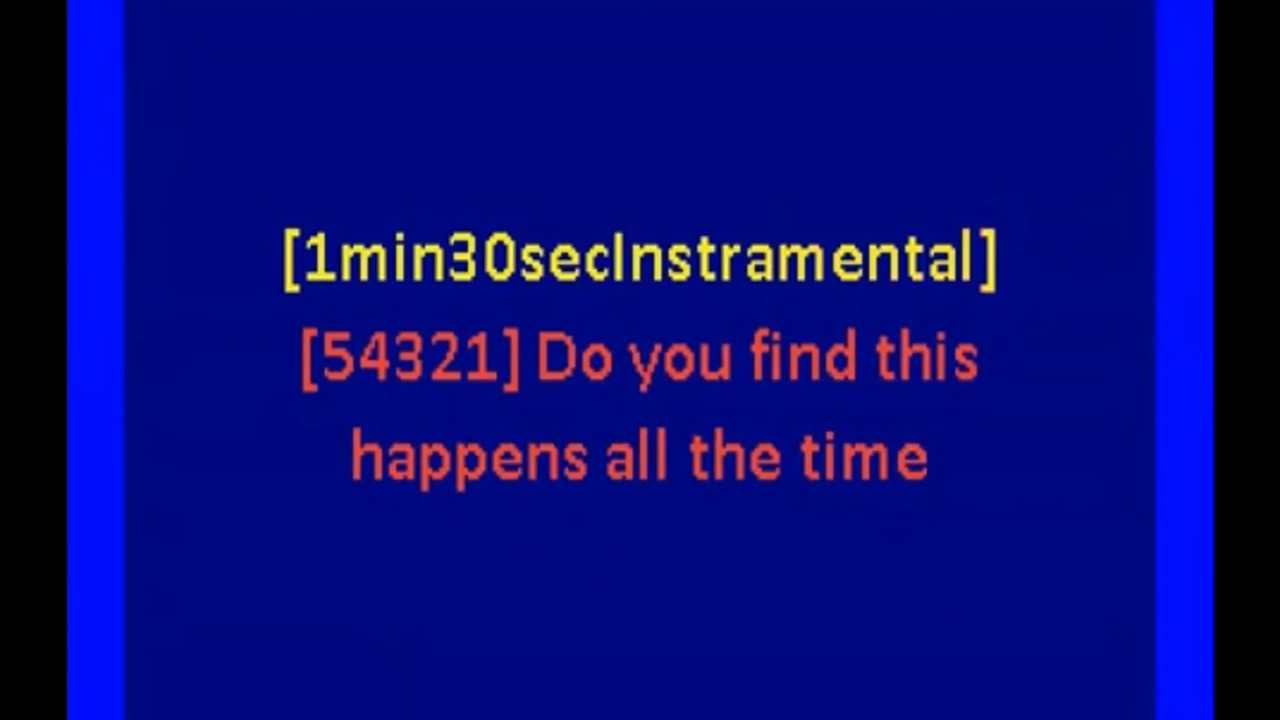 [1min30secInstramental]
[54321] Do you find this
happens all the time